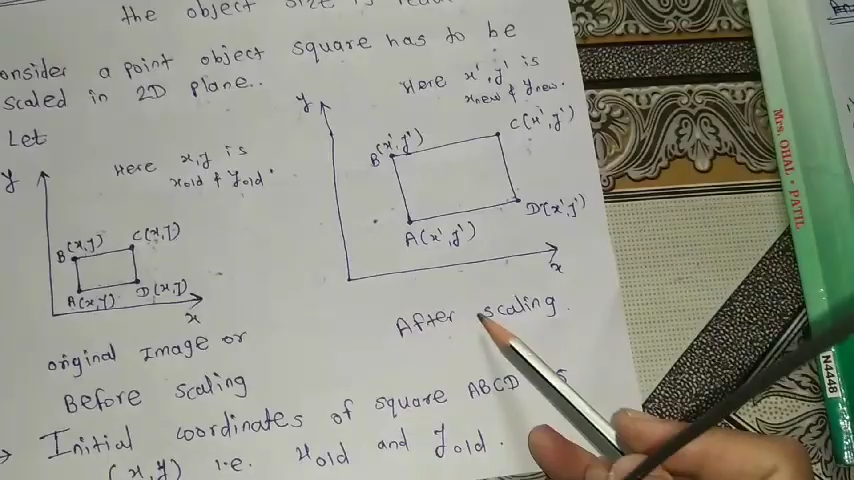 the object size is
onsider a point object square has to be
scaled in 2D plane..
Let
Here x,y is
xold & yold.
y
B(x,y)
C(x,y)
A(x,y)
D(x,y)
x
original Image or
Before scaling
Here x',y' is
xnew & ynew.
y
B(x',y')
C(x',y')
A(x',y')
D(x',y')
x
After scaling.
→ Initial coordinates of square ABCD is
(x,y) i.e. xold and yold.
Mrs. OHAL • PATIL
N4448